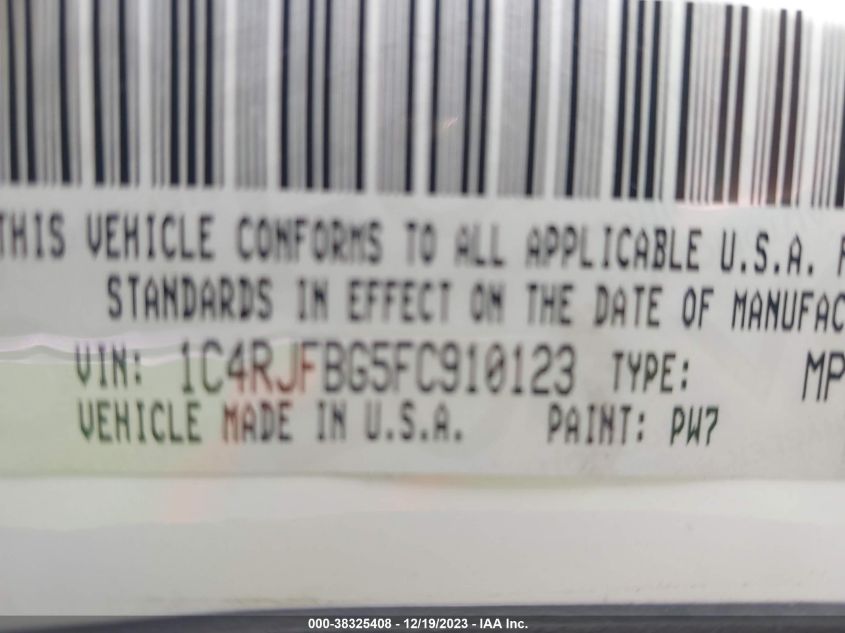 THIS VEHICLE CONFORMS TO ALL APPLICABLE U.S.A.
STANDARDS IN EFFECT ON THE DATE OF MANUFAC
VIN: 1C4RJFBG5FC910123 TYPE: MP
VEHICLE MADE IN U.S.A. PAINT: PW7
000-38325408 - 12/19/2023 - IAA Inc.